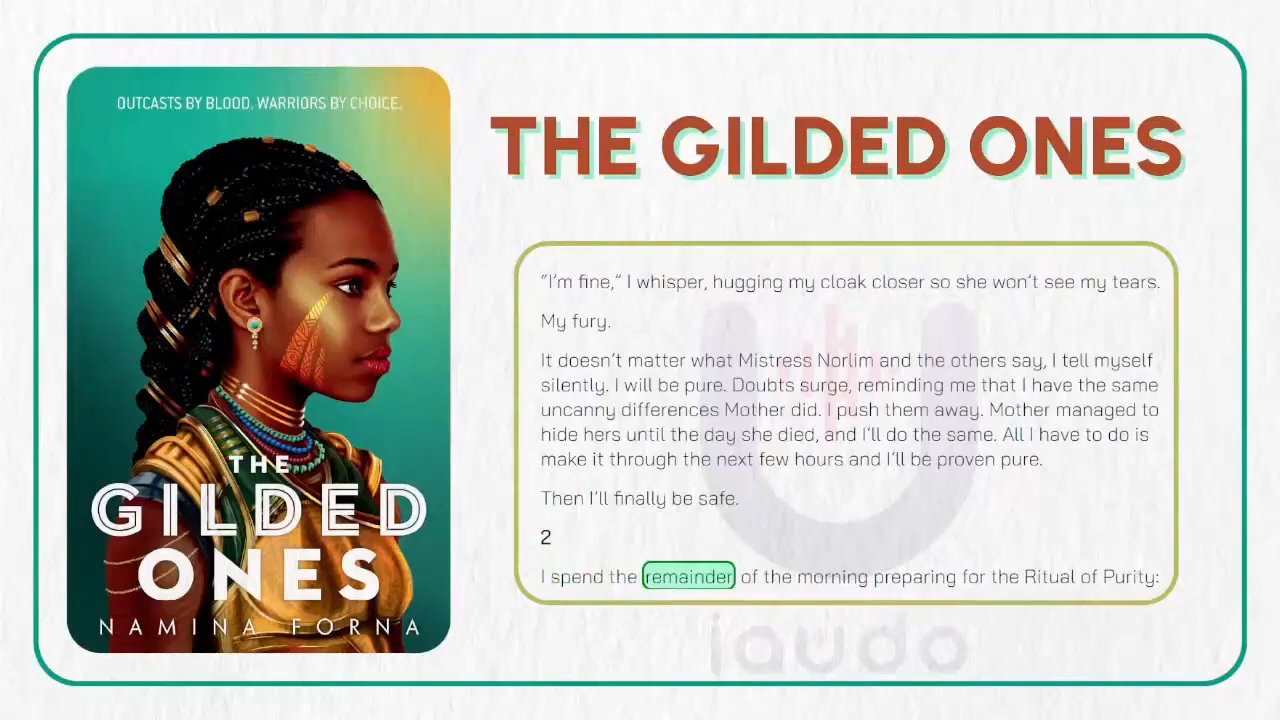 OUTCASTS BY BLOOD. WARRIORS BY CHOICE.
THE
GILDED
ONES
NAMINA FORNA
THE GILDED ONES
“I’m fine,” I whisper, hugging my cloak closer so she won’t see my tears.
My fury.
It doesn’t matter what Mistress Norlim and the others say, I tell myself
silently. I will be pure. Doubts surge, reminding me that I have the same
uncanny differences Mother did. I push them away. Mother managed to
hide hers until the day she died, and I’ll do the same. All I have to do is
make it through the next few hours and I’ll be proven pure.
Then I’ll finally be safe.
2
I spend the remainder of the morning preparing for the Ritual of Purity:
iaudo